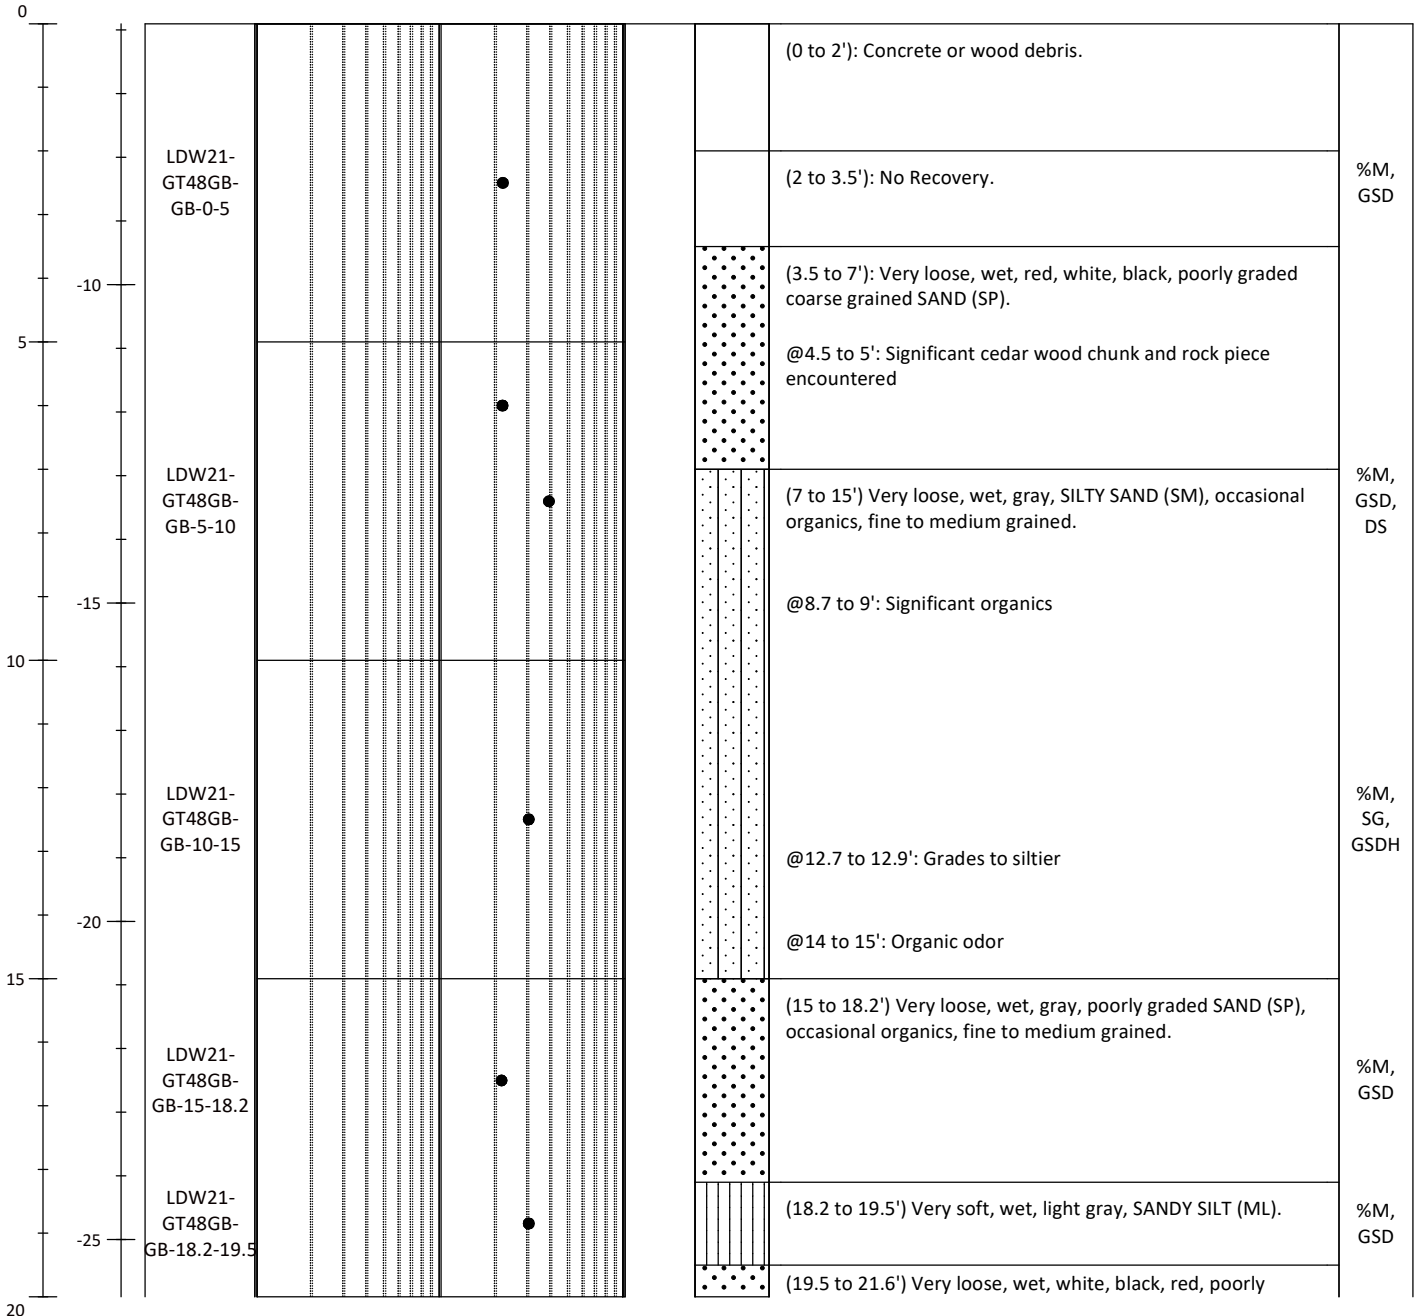 0
(0 to 2'): Concrete or wood debris.
LDW21-
GT48GB-
GB-0-5
(2 to 3.5'): No Recovery.
%M,
GSD
-10
(3.5 to 7'): Very loose, wet, red, white, black, poorly graded
coarse grained SAND (SP).
5
@4.5 to 5': Significant cedar wood chunk and rock piece
encountered
LDW21-
GT48GB-
GB-5-10
(7 to 15') Very loose, wet, gray, SILTY SAND (SM), occasional
organics, fine to medium grained.
%M,
GSD,
DS
-15
@8.7 to 9': Significant organics
10
LDW21-
GT48GB-
GB-10-15
%M,
SG,
GSDH
@12.7 to 12.9': Grades to siltier
-20
@14 to 15': Organic odor
15
(15 to 18.2') Very loose, wet, gray, poorly graded SAND (SP),
occasional organics, fine to medium grained.
LDW21-
GT48GB-
GB-15-18.2
%M,
GSD
LDW21-
GT48GB-
GB-18.2-19.5
(18.2 to 19.5') Very soft, wet, light gray, SANDY SILT (ML).
%M,
GSD
-25
(19.5 to 21.6') Very loose, wet, white, black, red, poorly
20